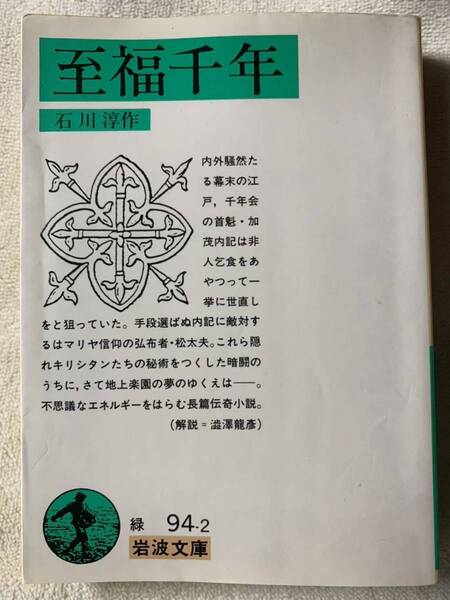 至福千年
石川淳作
内外騒然た
る幕末の江
戸，千年会
の首魁・加
茂内記は非
人乞食をあ
やつって一
挙に世直し
をと狙っていた。手段選ばぬ内記に敵対す
るはマリヤ信仰の弘布者・松太夫。これら隠
れキリシタンたちの秘術をつくした暗闘の
うちに，さて地上楽園の夢のゆくえは――。
不思議なエネルギーをはらむ長篇伝奇小説。
（解説＝澁澤龍彥）
緑 94-2
岩波文庫